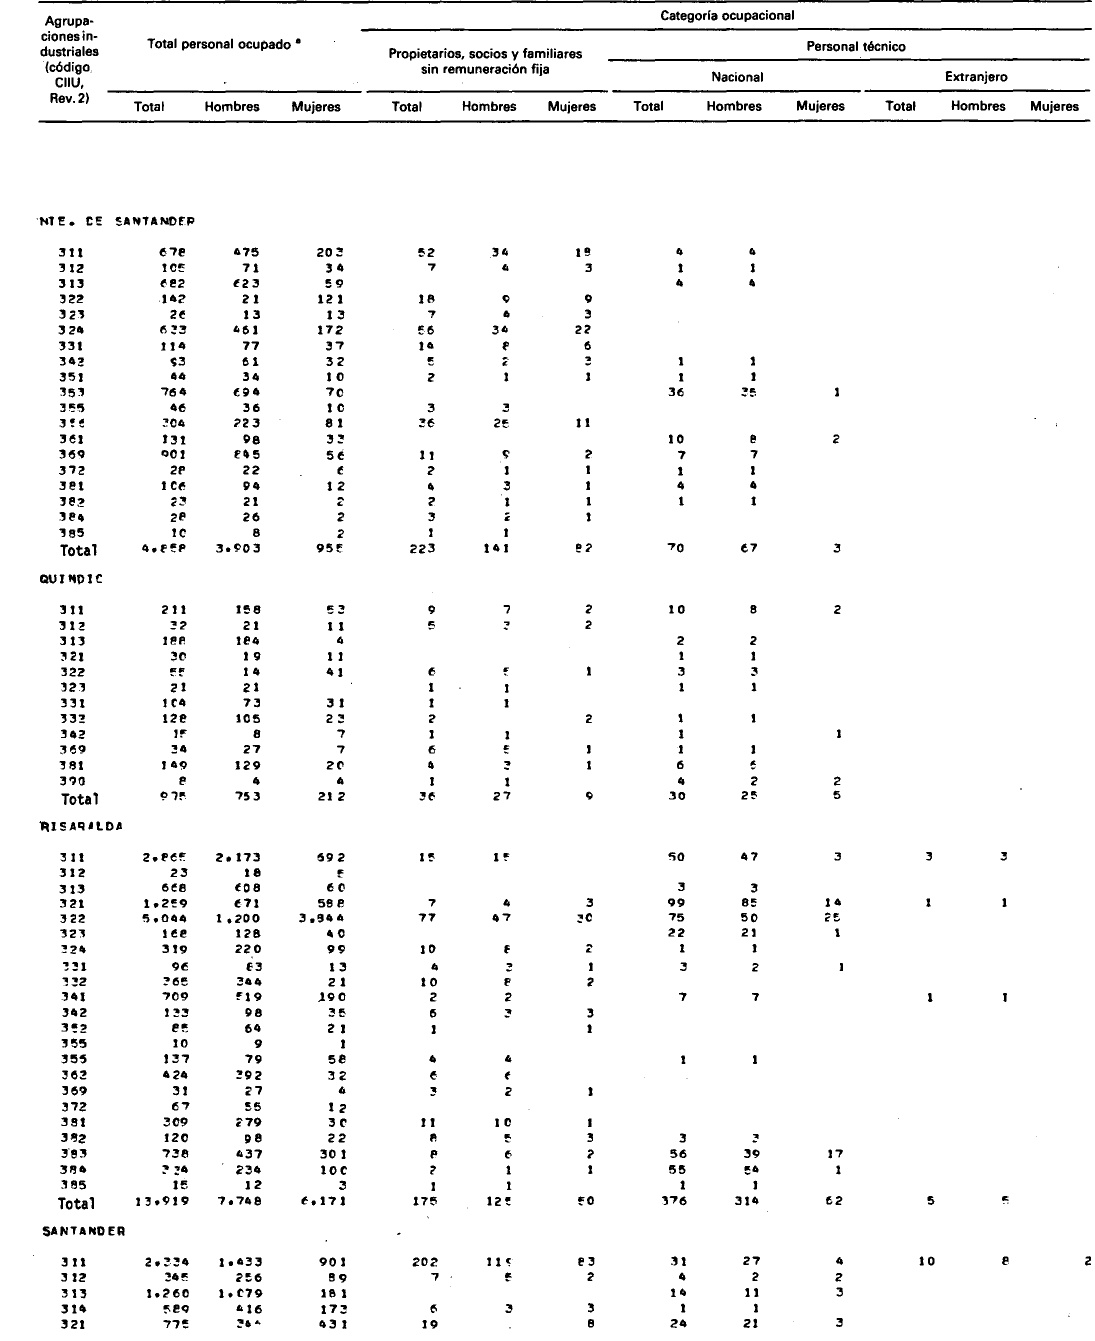 Agrupa-
ciones in-
dustriales
(código
CIIU,
Rev. 2)
Categoría ocupacional
Total personal ocupado ª
Propietarios, socios y familiares
sin remuneración fija
Personal técnico
Nacional Extranjero
Total Hombres Mujeres Total Hombres Mujeres Total Hombres Mujeres Total Hombres Mujeres
NTE. DE SANTANDER
311 678 475 203 52 34 18 4 4
312 105 71 34 7 4 3 1 1
313 682 623 59 4 4
322 142 21 121 18 9 9
323 26 13 13 7 4 3
324 633 461 172 56 34 22
331 114 77 37 14 8 6
342 93 61 32 5 2 3 1 1
351 44 34 10 2 1 1 1 1
353 764 694 70 36 35 1
355 46 36 10 3 3
356 304 223 81 36 25 11
361 131 98 33 10 8 2
369 901 845 56 11 9 2 7 7
372 28 22 6 2 1 1 1 1
381 106 94 12 4 3 1 4 4
382 23 21 2 2 1 1 1 1
384 28 26 2 3 2 1
385 10 8 2 1 1
Total 4.858 3.903 955 223 141 82 70 67 3
QUINDIO
311 211 158 53 9 7 2 10 8 2
312 32 21 11 5 3 2
313 188 184 4 2 2
321 30 19 11 1 1
322 55 14 41 6 5 1 3 3
323 21 21 1 1 1 1
331 104 73 31 1 1
332 128 105 23 2 2 1 1
342 15 8 7 1 1 1 1
369 34 27 7 6 5 1 1 1
381 149 129 20 4 3 1 6 6
390 8 4 4 1 1 4 2 2
Total 975 753 212 36 27 9 30 25 5
RISARALDA
311 2.865 2.173 692 15 15 50 47 3 3 3
312 23 18 5
313 668 608 60 3 3
321 1.259 671 588 7 4 3 99 85 14 1 1
322 5.044 1.200 3.844 77 47 30 75 50 25
323 168 128 40 22 21 1
324 319 220 99 10 8 2 1 1
331 96 83 13 4 3 1 3 2 1
332 365 344 21 10 8 2
341 709 519 190 2 2 7 7 1 1
342 133 98 35 6 3 3
352 85 64 21 1 1
355 10 9 1
355 137 79 58 4 4 1 1
362 424 392 32 6 6
369 31 27 4 3 2 1
372 67 55 12
381 309 279 30 11 10 1
382 120 98 22 8 5 3 3 3
383 738 437 301 8 6 2 56 39 17
384 334 234 100 2 1 1 55 54 1
385 15 12 3 1 1 1 1
Total 13.919 7.748 6.171 175 125 50 376 314 62 5 5
SANTANDER
311 2.334 1.433 901 202 119 83 31 27 4 10 8 2
312 345 256 89 7 5 2 4 2 2
313 1.260 1.079 181 14 11 3
314 589 416 173 6 3 3 1 1
321 775 344 431 19 8 24 21 3